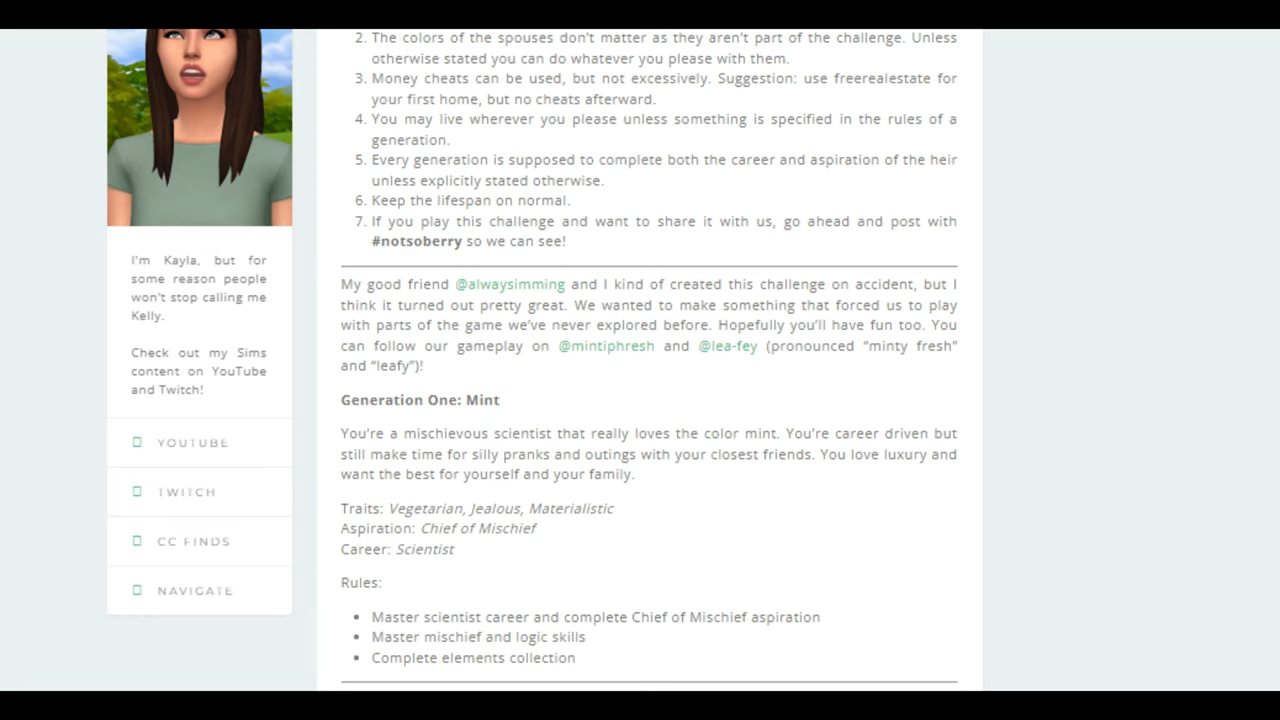 I'm Kayla, but for
some reason people
won't stop calling me
Kelly.
Check out my Sims
content on YouTube
and Twitch!
YOUTUBE
TWITCH
CC FINDS
NAVIGATE
2. The colors of the spouses don't matter as they aren't part of the challenge. Unless
otherwise stated you can do whatever you please with them.
3. Money cheats can be used, but not excessively. Suggestion: use freerealestate for
your first home, but no cheats afterward.
4. You may live wherever you please unless something is specified in the rules of a
generation.
5. Every generation is supposed to complete both the career and aspiration of the heir
unless explicitly stated otherwise.
6. Keep the lifespan on normal.
7. If you play this challenge and want to share it with us, go ahead and post with
#notsoberry so we can see!
My good friend @alwaysimming and I kind of created this challenge on accident, but I
think it turned out pretty great. We wanted to make something that forced us to play
with parts of the game we've never explored before. Hopefully you'll have fun too. You
can follow our gameplay on @mintiphresh and @lea-fey (pronounced “minty fresh”
and “leafy”)!
Generation One: Mint
You're a mischievous scientist that really loves the color mint. You're career driven but
still make time for silly pranks and outings with your closest friends. You love luxury and
want the best for yourself and your family.
Traits: Vegetarian, Jealous, Materialistic
Aspiration: Chief of Mischief
Career: Scientist
Rules:
• Master scientist career and complete Chief of Mischief aspiration
• Master mischief and logic skills
• Complete elements collection